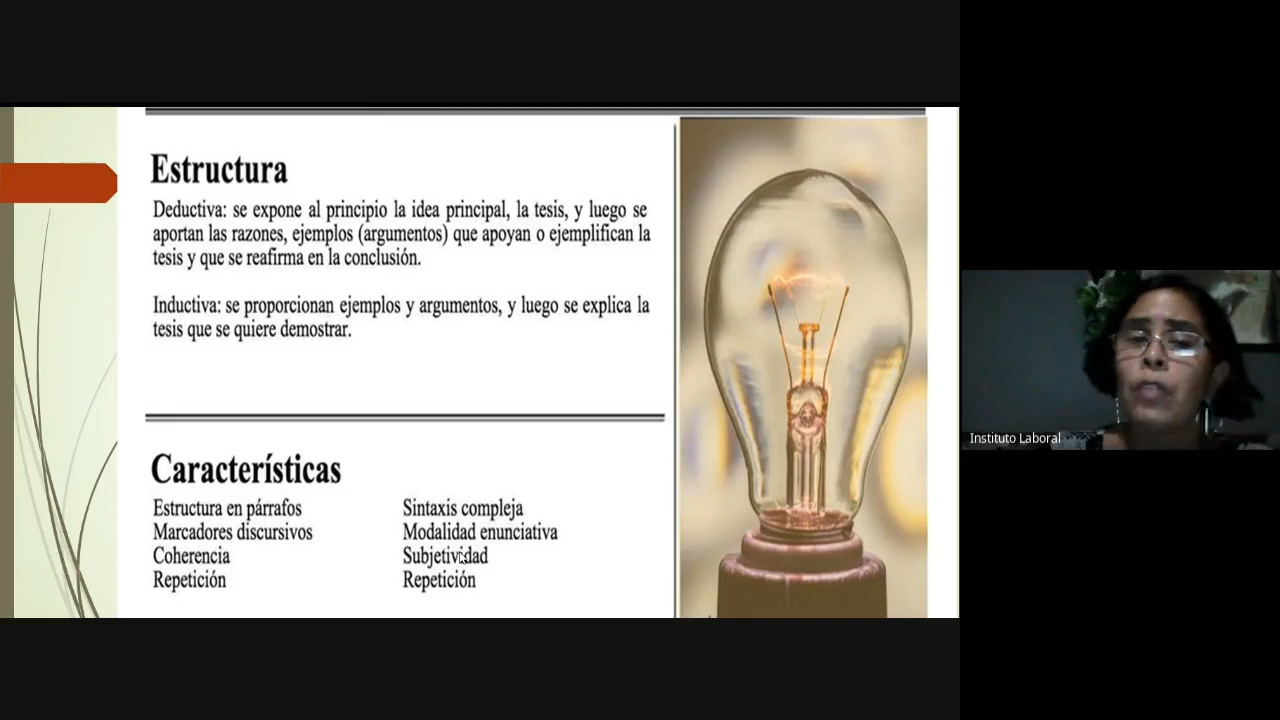 Estructura
Deductiva: se expone al principio la idea principal, la tesis, y luego se
aportan las razones, ejemplos (argumentos) que apoyan o ejemplifican la
tesis y que se reafirma en la conclusión.
Inductiva: se proporcionan ejemplos y argumentos, y luego se explica la
tesis que se quiere demostrar.
Características
Estructura en párrafos
Marcadores discursivos
Coherencia
Repetición
Sintaxis compleja
Modalidad enunciativa
Subjetividad
Repetición
Instituto Laboral